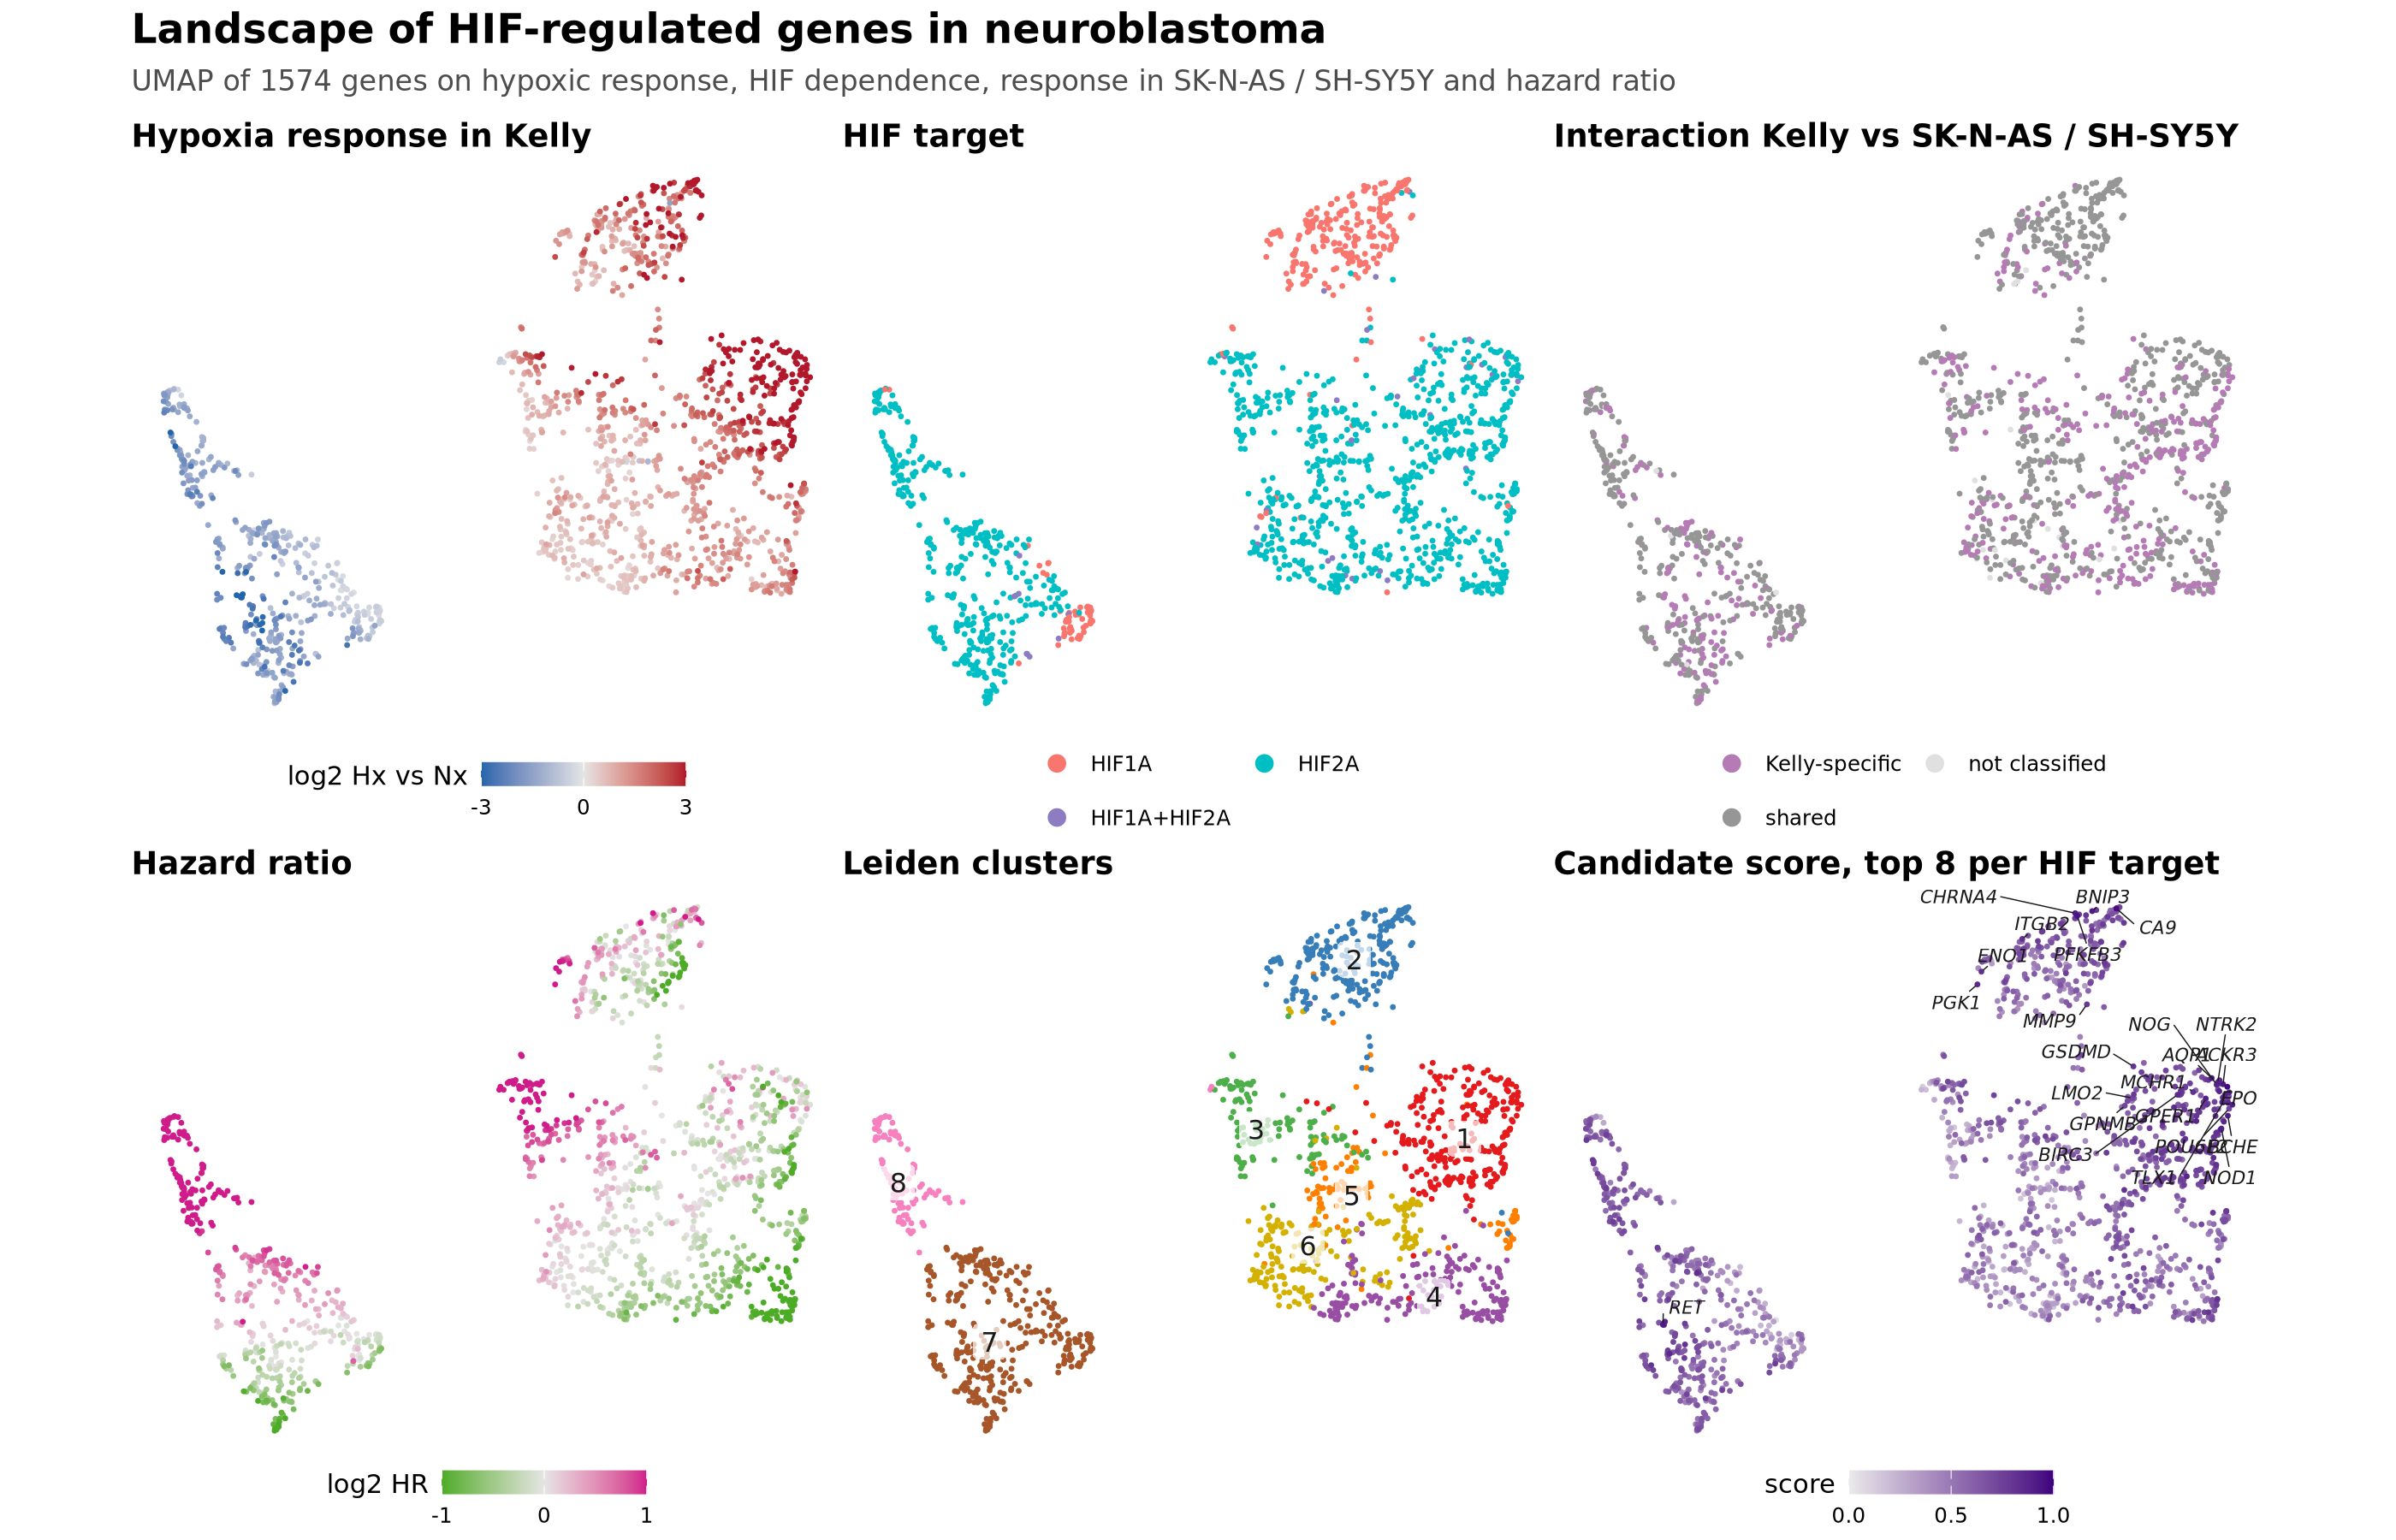 Landscape of HIF-regulated genes in neuroblastoma
UMAP of 1574 genes on hypoxic response, HIF dependence, response in SK-N-AS / SH-SY5Y and hazard ratio
Hypoxia response in Kelly
HIF target
Interaction Kelly vs SK-N-AS / SH-SY5Y
log2 Hx vs Nx
-3 0 3
HIF1A HIF2A
HIF1A+HIF2A
Kelly-specific not classified
shared
Hazard ratio
Leiden clusters
Candidate score, top 8 per HIF target
log2 HR
-1 0 1
2
3
1
8
5
6
4
7
CHRNA4 BNIP3
ITGB2 CA9
ENO1 PFKFB3
PGK1
MMP9 NOG NTRK2
GSDMD AQP1 ACKR3
MCHR1
LMO2 EPO
GPNMB GPER1
BIRC3 POU6F2 BCHE
TLX1 NOD1
RET
score
0.0 0.5 1.0